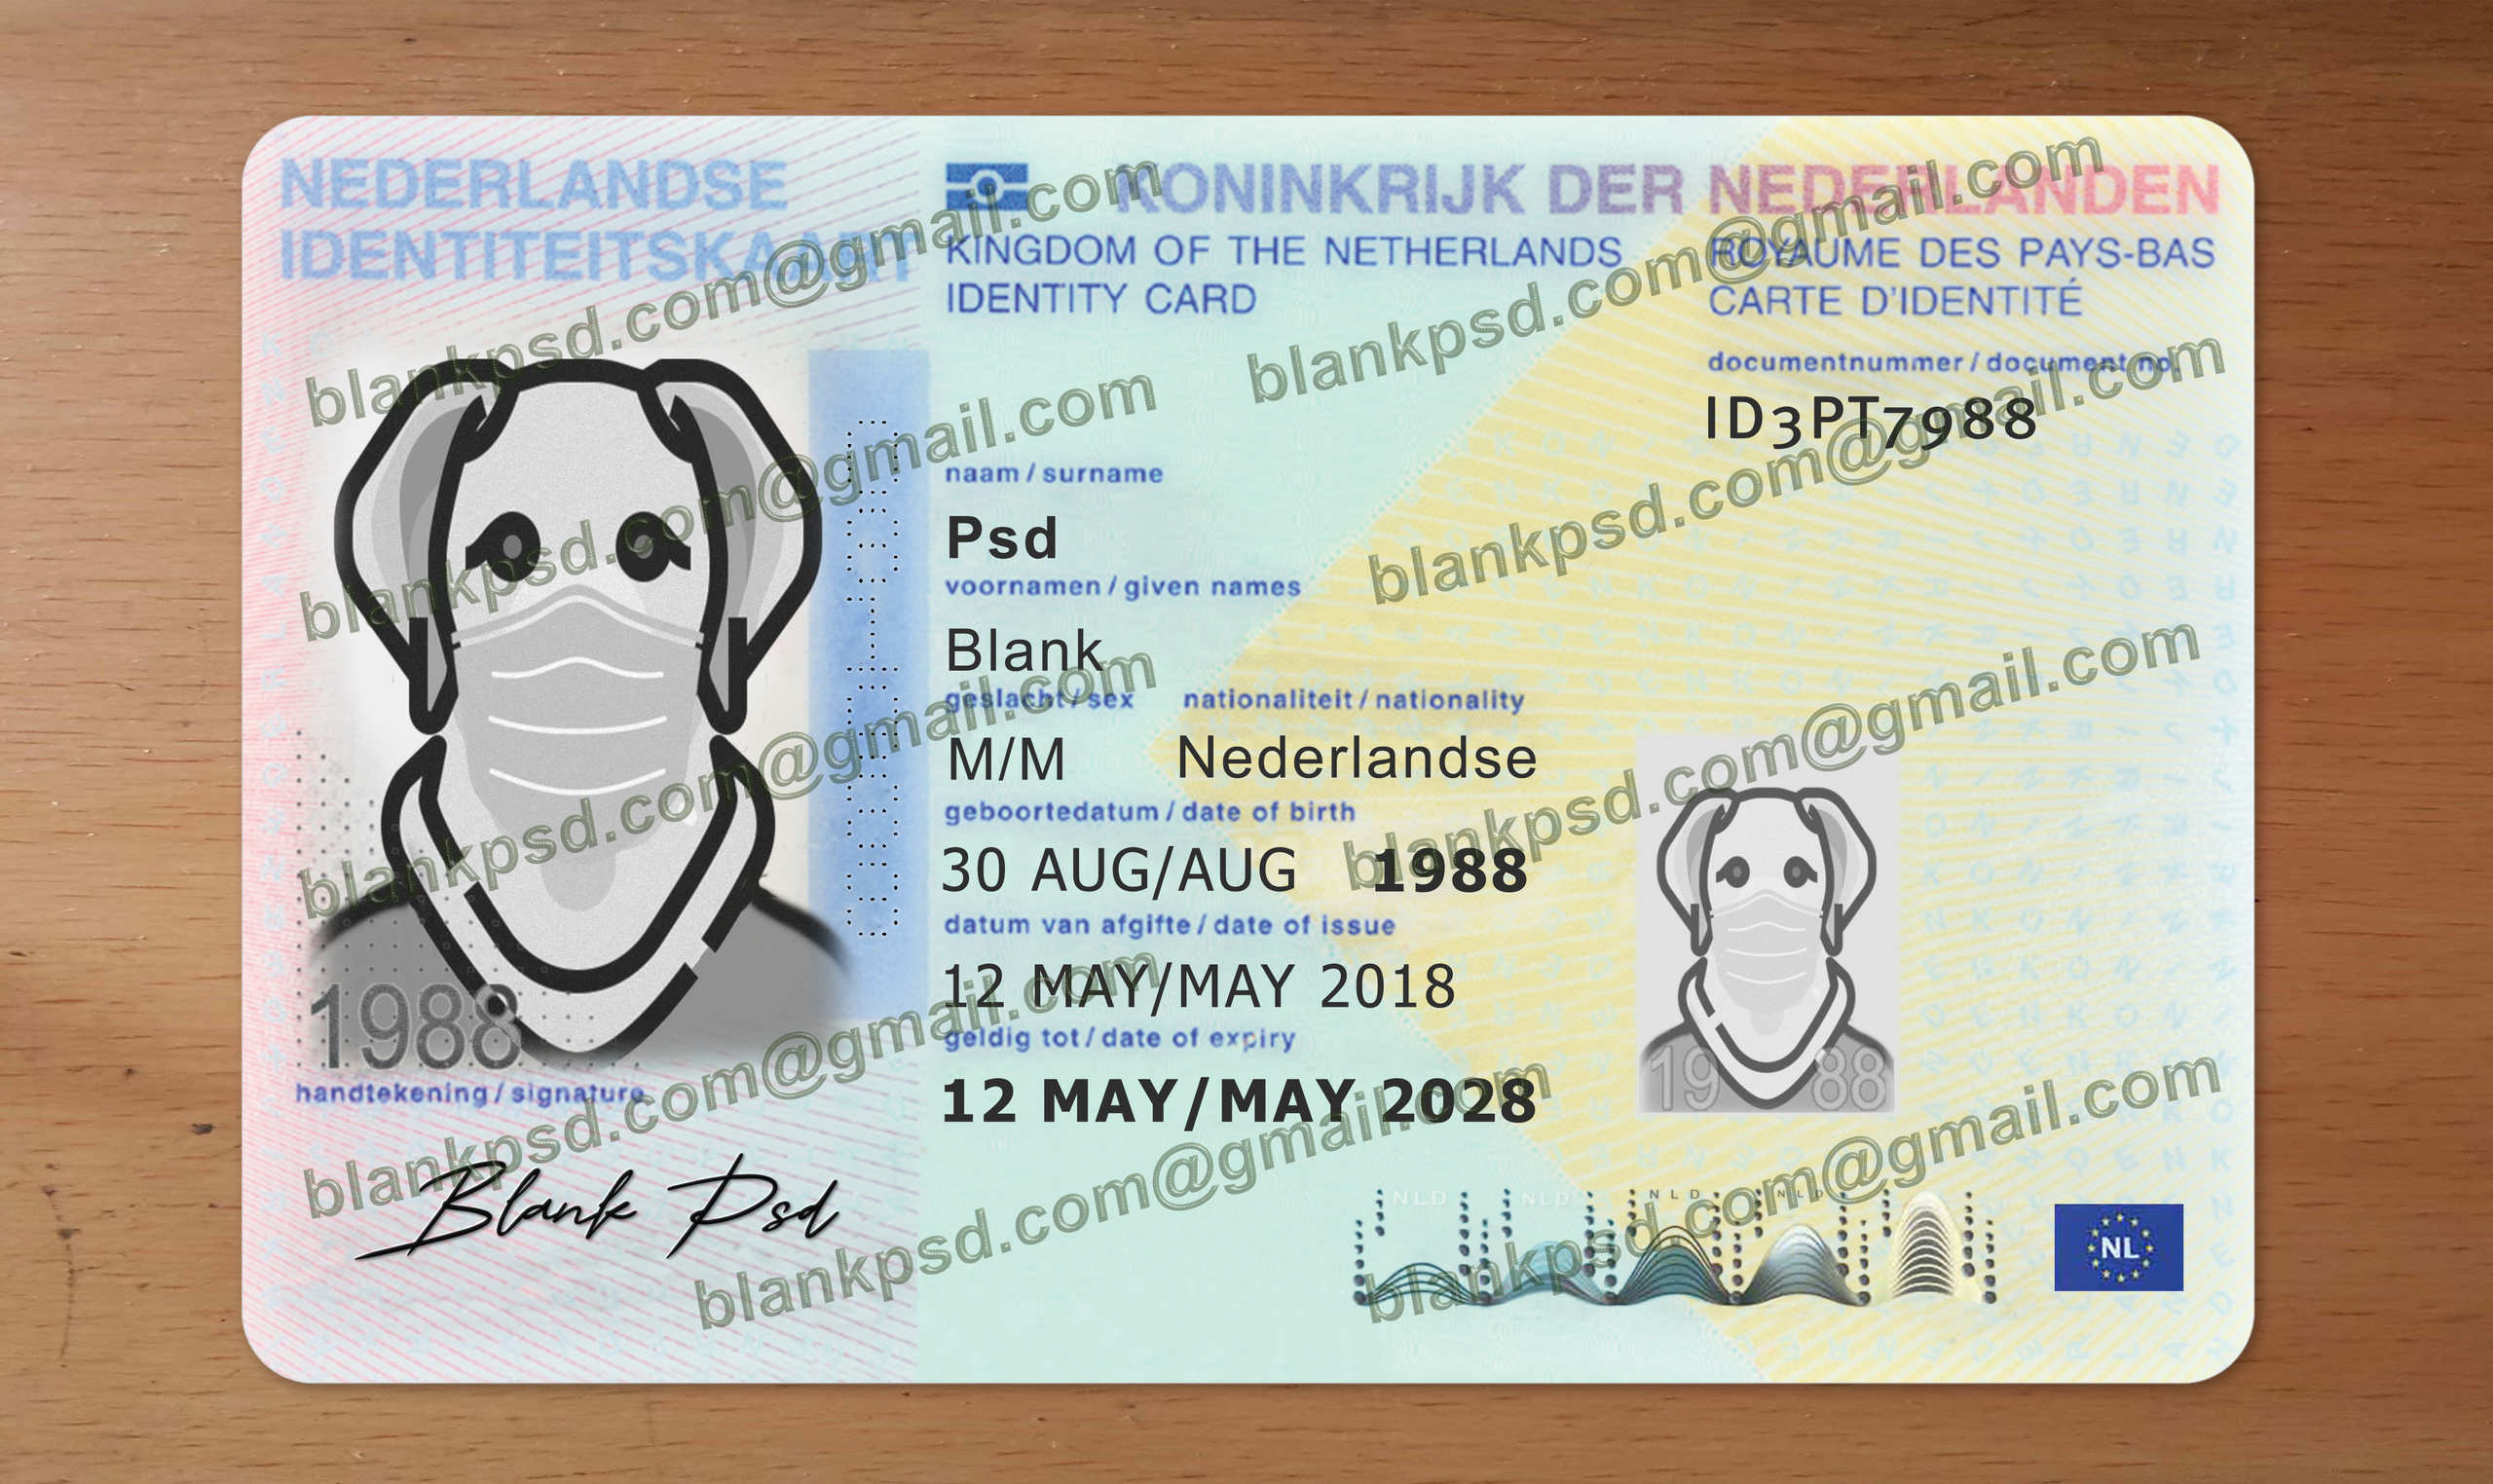 NEDERLANDSE
IDENTITEITSKAART
KONINKRIJK DER NEDERLANDEN
KINGDOM OF THE NETHERLANDS
IDENTITY CARD
ROYAUME DES PAYS-BAS
CARTE D'IDENTITÉ
documentnummer / document no.
ID3PT7988
naam / surname
Psd
voornamen / given names
Blank
geslacht / sex nationaliteit / nationality
M/M Nederlandse
geboortedatum / date of birth
30 AUG/AUG 1988
datum van afgifte / date of issue
12 MAY/MAY 2018
geldig tot / date of expiry
12 MAY/MAY 2028
1988
handtekening / signature
Blank Psd
19 88
NLD NLD NLD NLD
NL
blankpsd.com@gmail.com
blankpsd.com@gmail.com
blankpsd.com@gmail.com
blankpsd.com@gmail.com
blankpsd.com@gmail.com
blankpsd.com@gmail.com
blankpsd.com@gmail.com
blankpsd.com@gmail.com
blankpsd.com@gmail.com